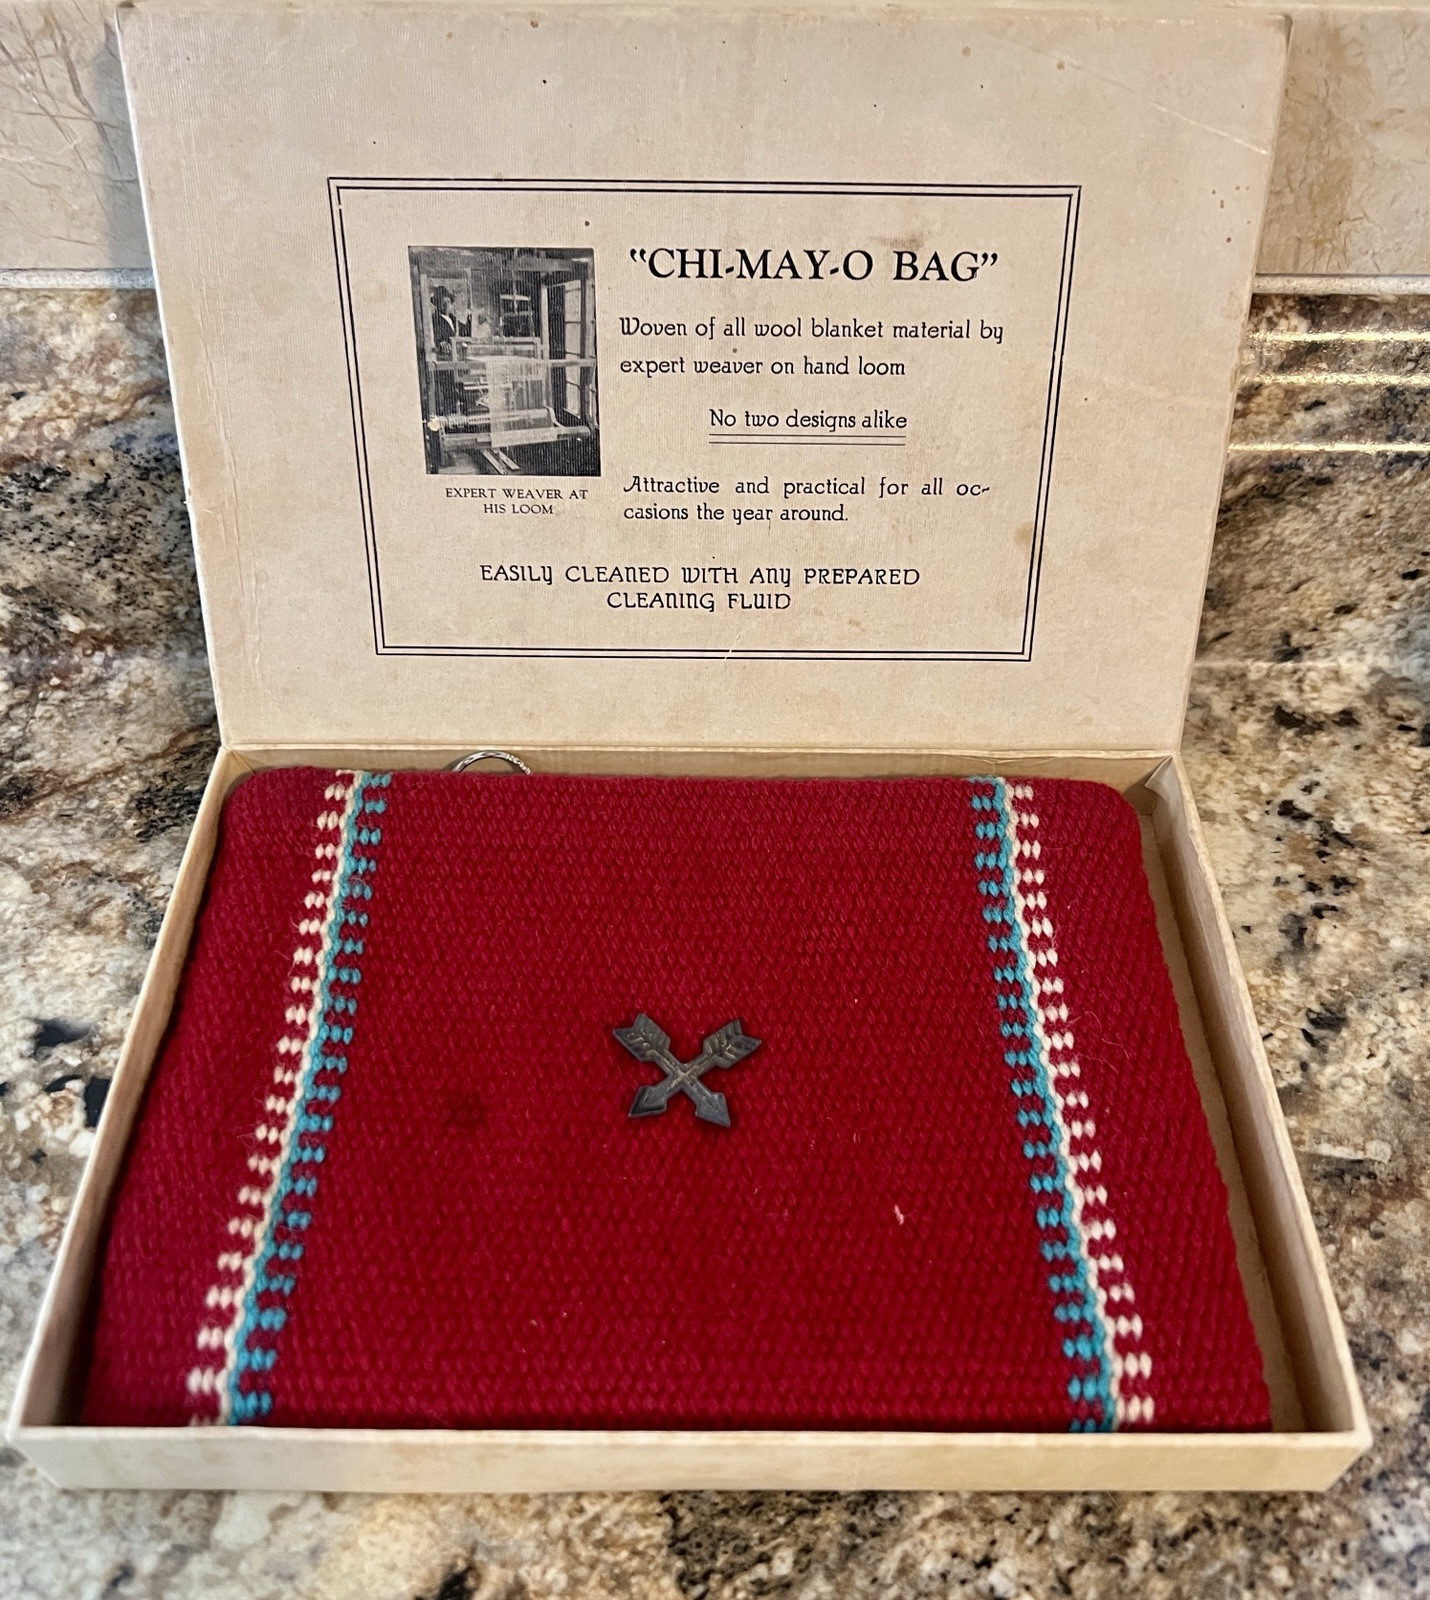 "CHI-MAY-O BAG"
Woven of all wool blanket material by
expert weaver on hand loom
No two designs alike
Attractive and practical for all oc-
casions the year around.
EXPERT WEAVER AT
HIS LOOM
EASILY CLEANED WITH ANY PREPARED
CLEANING FLUID